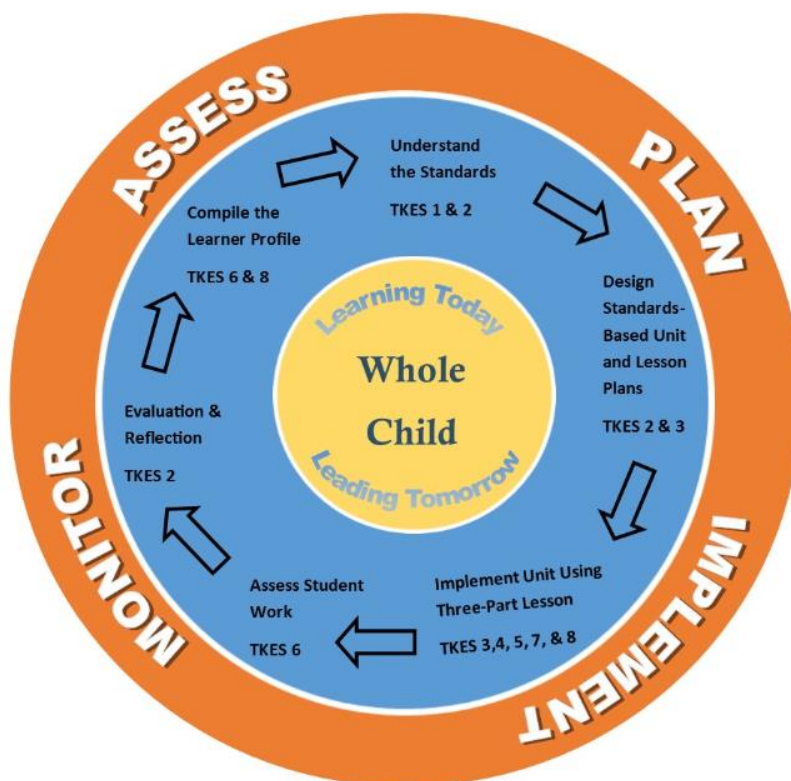 ASSESS
PLAN
IMPLEMENT
MONITOR
Understand
the Standards
TKES 1 & 2
Design
Standards-
Based Unit
and Lesson
Plans
TKES 2 & 3
Implement Unit Using
Three-Part Lesson
TKES 3,4, 5, 7, & 8
Assess Student
Work
TKES 6
Evaluation &
Reflection
TKES 2
Compile the
Learner Profile
TKES 6 & 8
Learning Today
Whole
Child
Leading Tomorrow